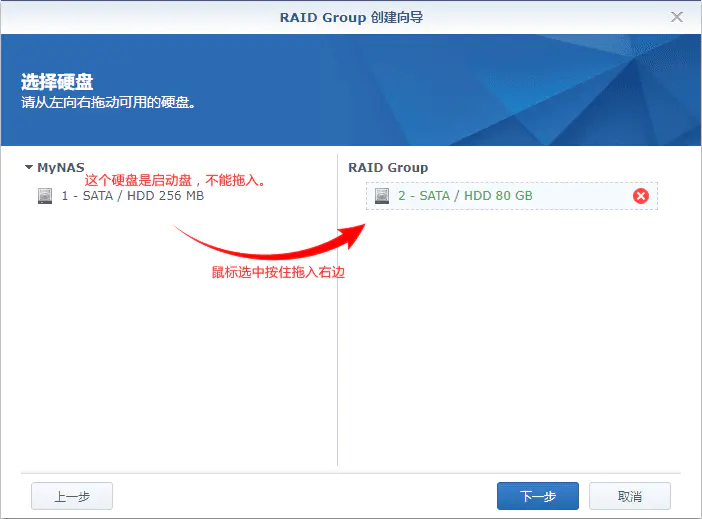 RAID Group 创建向导
选择硬盘
请从左向右拖动可用的硬盘。
MyNAS
这个硬盘是启动盘，不能拖入。
1 - SATA / HDD 256 MB
RAID Group
2 - SATA / HDD 80 GB
鼠标选中按住拖入右边
上一步
下一步
取消